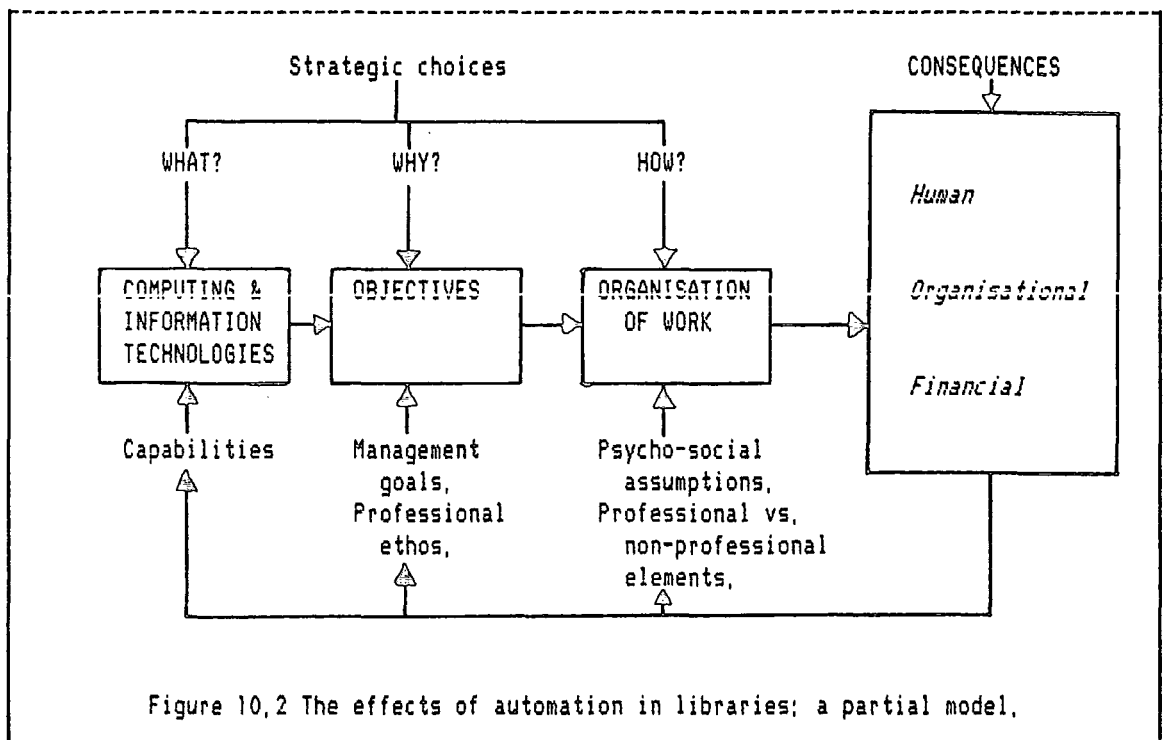 Strategic choices
CONSEQUENCES
WHAT?
WHY?
HOW?
COMPUTING &
INFORMATION
TECHNOLOGIES
OBJECTIVES
ORGANISATION
OF WORK
Human
Organisational
Financial
Capabilities
Management
goals,
Professional
ethos,
Psycho-social
assumptions,
Professional vs,
non-professional
elements,
Figure 10,2 The effects of automation in libraries; a partial model,